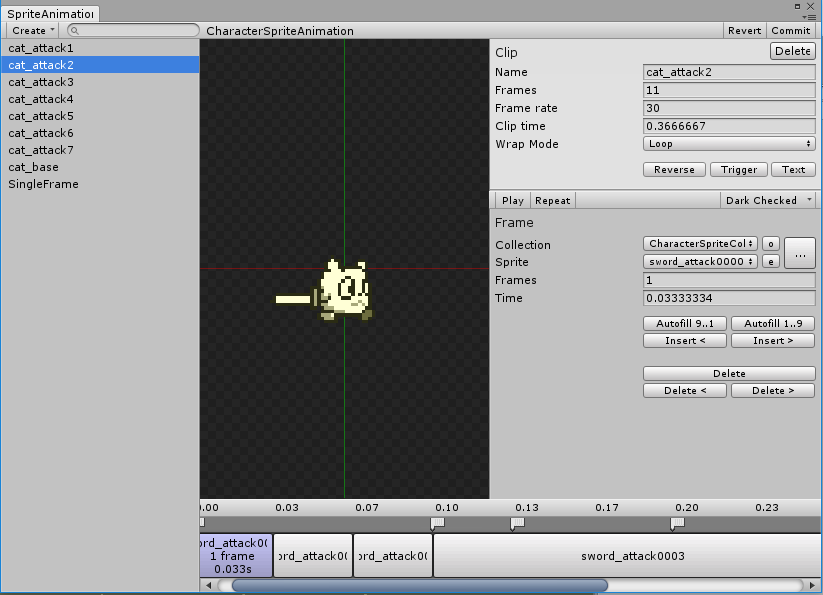 SpriteAnimation
Create
CharacterSpriteAnimation
Revert
Commit
cat_attack1
cat_attack2
cat_attack3
cat_attack4
cat_attack5
cat_attack6
cat_attack7
cat_base
SingleFrame
Clip
Delete
Name
cat_attack2
Frames
11
Frame rate
30
Clip time
0.3666667
Wrap Mode
Loop
Reverse
Trigger
Text
Play
Repeat
Dark Checked
Frame
Collection
CharacterSpriteCol
o
...
Sprite
sword_attack0000
e
Frames
1
Time
0.03333334
Autofill 9..1
Autofill 1..9
Insert <
Insert >
Delete
Delete <
Delete >
0.00 0.03 0.07 0.10 0.13 0.17 0.20 0.23
ord_attack0(
1 frame
0.033s
ord_attack0(
ord_attack0(
sword_attack0003